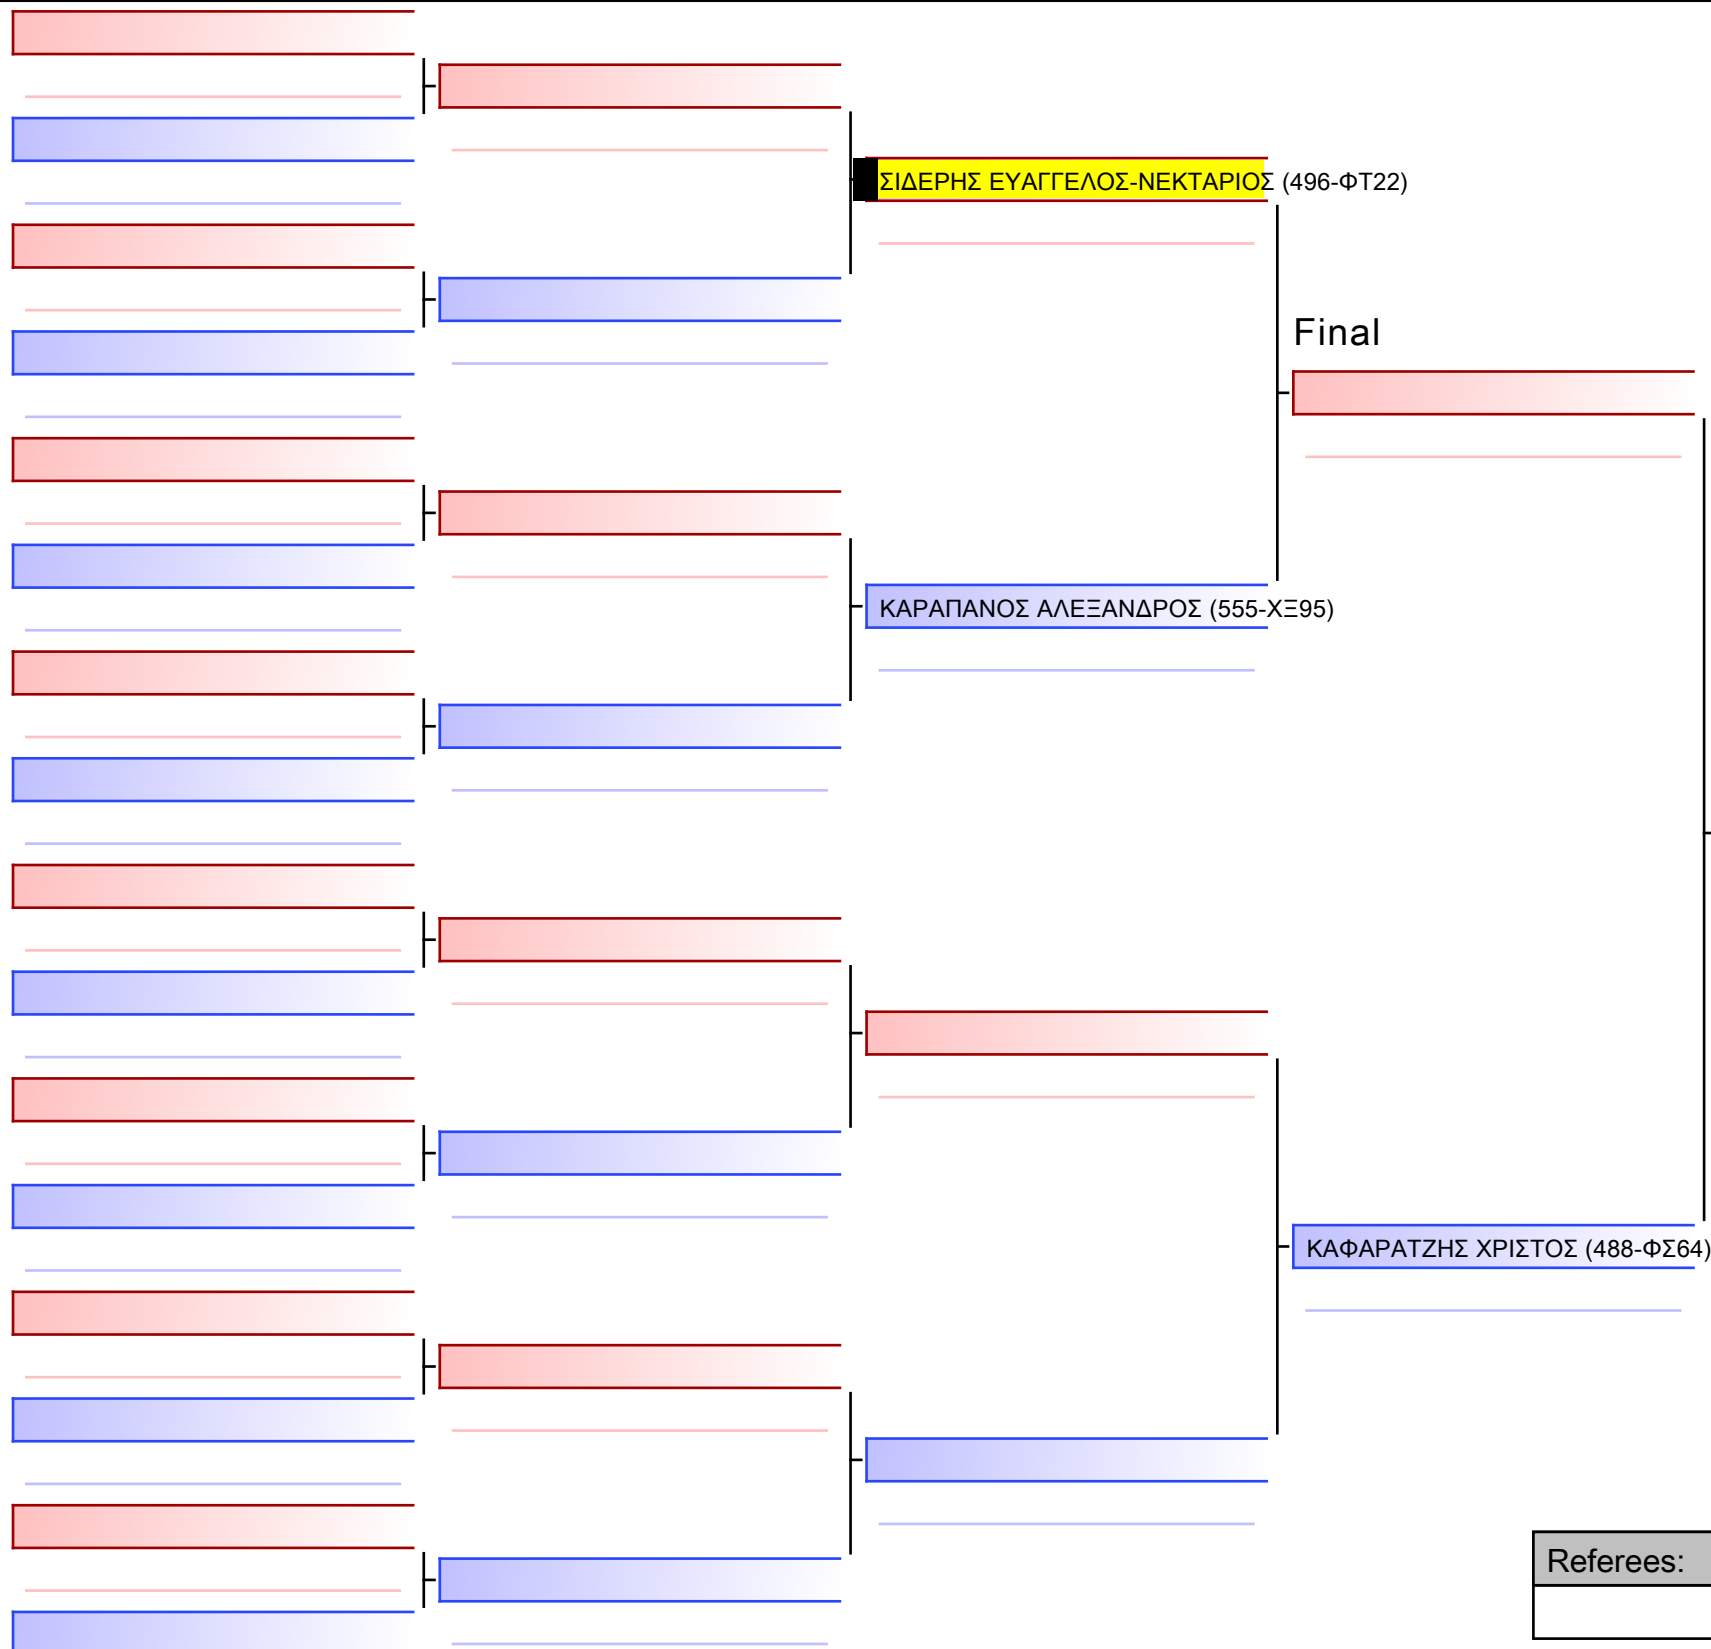 ΣΙΔΕΡΗΣ ΕΥΑΓΓΕΛΟΣ-ΝΕΚΤΑΡΙΟΣ (496-ΦΤ22)
Final
ΚΑΡΑΠΑΝΟΣ ΑΛΕΞΑΝΔΡΟΣ (555-ΧΞ95)
ΚΑΦΑΡΑΤΖΗΣ ΧΡΙΣΤΟΣ (488-ΦΣ64)
Referees: